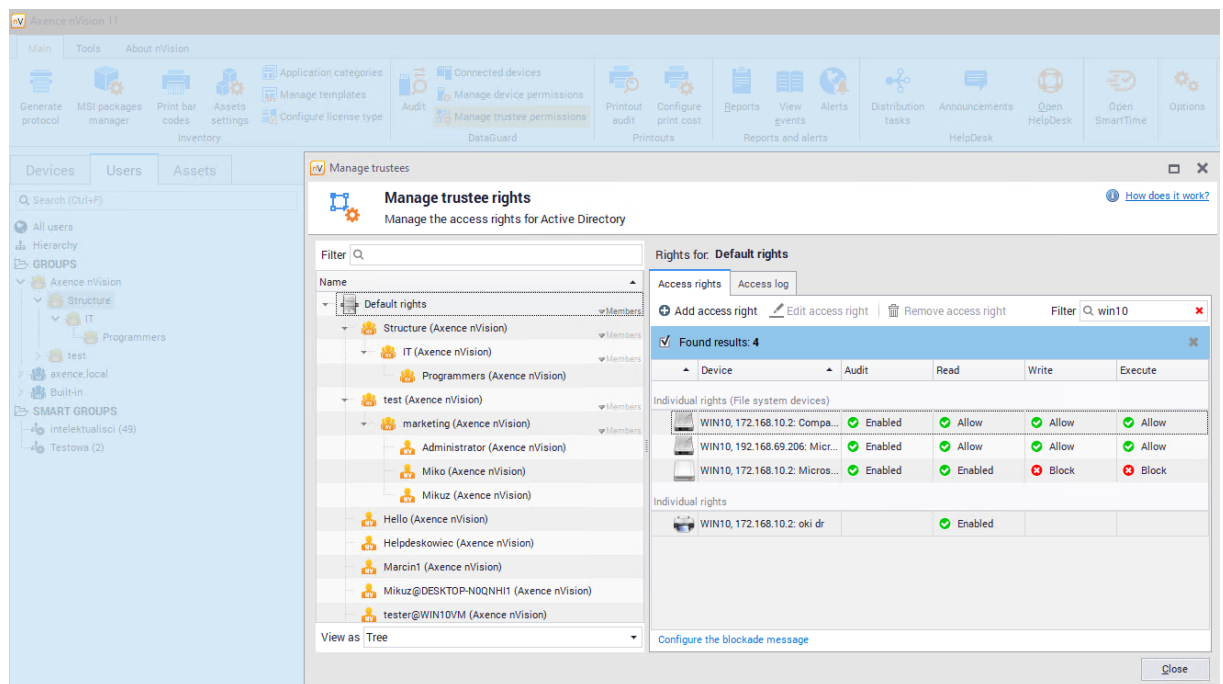 nV Axence nVision 11
Main Tools About nVision
Generate protocol
MSI packages manager
Print bar codes
Assets settings
Application categories
Manage templates
Configure license type
Inventory
Audit
Connected devices
Manage device permissions
Manage trustee permissions
DataGuard
Printout audit
Configure print cost
Printouts
Reports
View events
Alerts
Reports and alerts
Distribution tasks
Announcements
Open HelpDesk
HelpDesk
Open SmartTime
Options
Devices Users Assets
Search (Ctrl+F)
All users
Hierarchy
GROUPS
Axence nVision
Structure
IT
Programmers
test
axence.local
Built-in
SMART GROUPS
intelektualisci (49)
Testowa (2)
nV Manage trustees
Manage trustee rights
Manage the access rights for Active Directory
How does it work?
Filter
Name
Default rights
Members
Structure (Axence nVision)
Members
IT (Axence nVision)
Members
Programmers (Axence nVision)
test (Axence nVision)
Members
marketing (Axence nVision)
Members
Administrator (Axence nVision)
Miko (Axence nVision)
Mikuz (Axence nVision)
Hello (Axence nVision)
Helpdeskowiec (Axence nVision)
Marcin1 (Axence nVision)
Mikuz@DESKTOP-N0QNHI1 (Axence nVision)
tester@WIN10VM (Axence nVision)
View as Tree
Rights for: Default rights
Access rights Access log
Add access right Edit access right Remove access right Filter win10
Found results: 4
Device Audit Read Write Execute
Individual rights (File system devices)
WIN10, 172.168.10.2: Compa... Enabled Allow Allow Allow
WIN10, 192.168.69.206: Micr... Enabled Allow Allow Allow
WIN10, 172.168.10.2: Micros... Enabled Enabled Block Block
Individual rights
WIN10, 172.168.10.2: oki dr Enabled
Configure the blockade message
Close